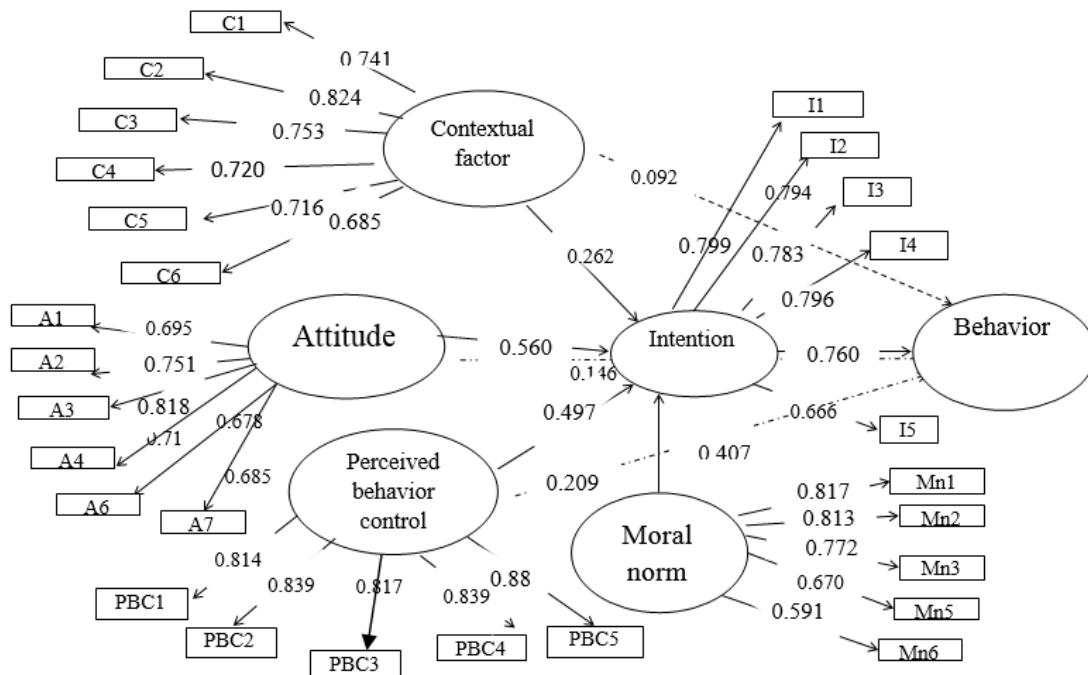 C1
0.741
C2
0.824
C3
0.753
C4
0.720
C5
0.716
0.685
C6
Contextual
factor
0.092
I1
I2
0.794
I3
0.799
0.783
I4
0.796
0.262
A1
0.695
A2
0.751
A3
0.818
A4
0.71
0.678
A6
0.685
A7
Attitude
0.560
0.146
Intention
0.760
Behavior
0.497
0.666
I5
Perceived
behavior
control
0.209
0.407
Moral
norm
0.817
Mn1
0.813
Mn2
0.772
Mn3
0.670
Mn5
0.591
Mn6
0.814
PBC1
0.839
PBC2
0.817
PBC3
0.839
PBC4
0.88
PBC5